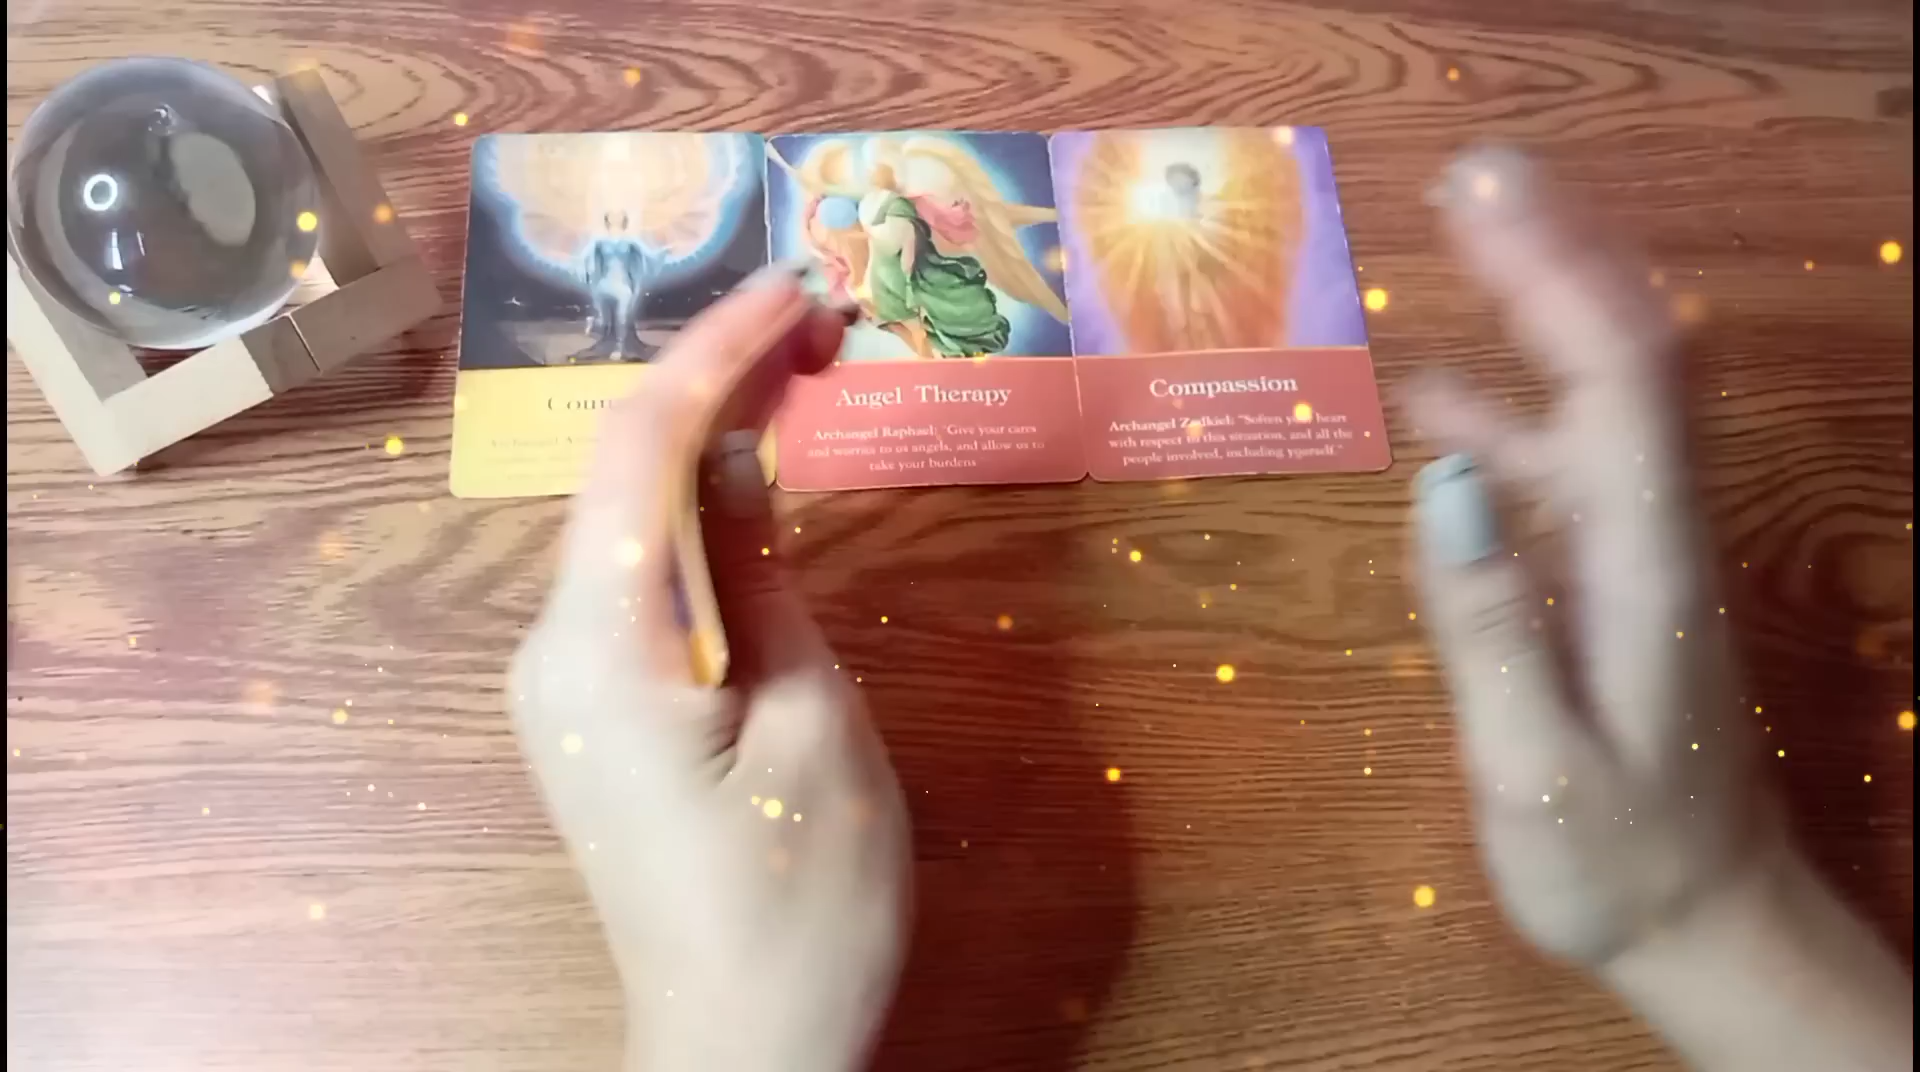 Angel Therapy
Archangel Raphael: "Give your cares
and worries to us angels, and allow us to
take your burdens
Compassion
Archangel Zadkiel: "Soften your heart
with respect to this situation, and all the
people involved, including yourself."